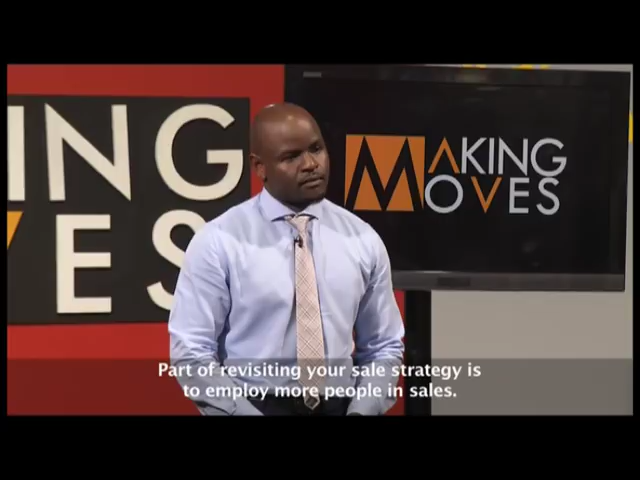 ING
VES
MAKING
MOVES
Part of revisiting your sale strategy is
to employ more people in sales.